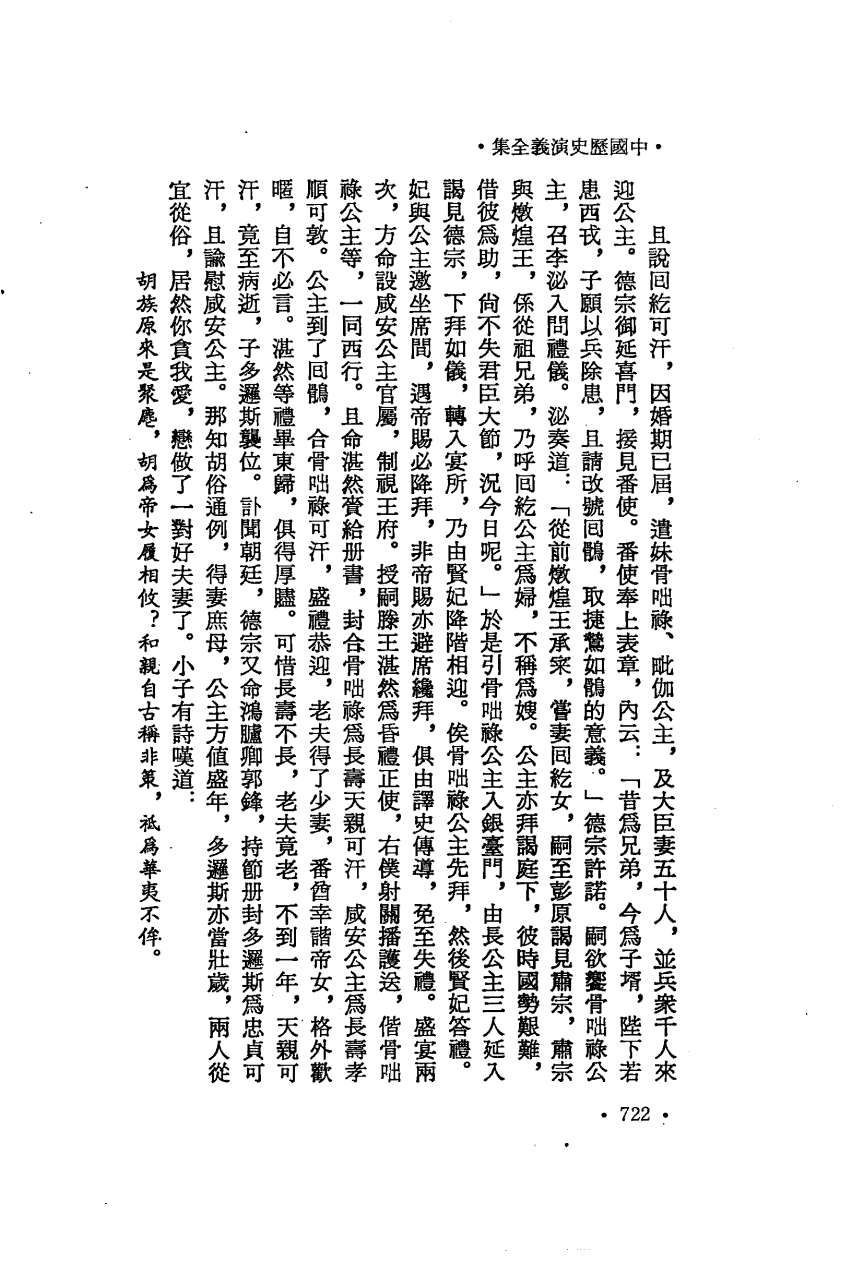 •中國歷史演義全集•
且說回紇可汗，因婚期已屆，遣妹骨咄祿、毗伽公主，及大臣妻五十人，並兵衆千人來
迎公主。德宗御延喜門，接見番使。番使奉上表章，內云：「昔爲兄弟，今爲子壻，陛下若
患西戎，子願以兵除患，且請改號回鶻，取捷鷙如鶻的意義。」德宗許諾。嗣欲饗骨咄祿公
主，召李泌入問禮儀。泌奏道：「從前燉煌王承寀，嘗妻回紇女，嗣至彭原謁見肅宗，肅宗
與燉煌王，係從祖兄弟，乃呼回紇公主爲婦，不稱爲嫂。公主亦拜謁庭下，彼時國勢艱難，
借彼爲助，尙不失君臣大節，況今日呢。」於是引骨咄祿公主入銀臺門，由長公主三人延入
謁見德宗，下拜如儀，轉入宴所，乃由賢妃降階相迎。俟骨咄祿公主先拜，然後賢妃答禮。
妃與公主邀坐席間，遇帝賜必降拜，非帝賜亦避席纔拜，俱由譯史傳導，免至失禮。盛宴兩
次，方命設咸安公主官屬，制視王府。授嗣滕王湛然爲昏禮正使，右僕射關播護送，偕骨咄
祿公主等，一同西行。且命湛然賚給册書，封合骨咄祿爲長壽天親可汗，咸安公主爲長壽孝
順可敦。公主到了回鶻，合骨咄祿可汗，盛禮恭迎，老夫得了少妻，番酋幸諧帝女，格外歡
暱，自不必言。湛然等禮畢東歸，俱得厚贐。可惜長壽不長，老夫竟老，不到一年，天親可
汗，竟至病逝，子多邏斯襲位。訃聞朝廷，德宗又命鴻臚卿郭鋒，持節册封多邏斯爲忠貞可
汗，且諭慰咸安公主。那知胡俗通例，得妻庶母，公主方值盛年，多邏斯亦當壯歲，兩人從
宜從俗，居然你貪我愛，戀做了一對好夫妻了。小子有詩嘆道：
胡族原來是聚麀，胡爲帝女屨相攸？和親自古稱非策，祗爲華夷不侔。
•722•